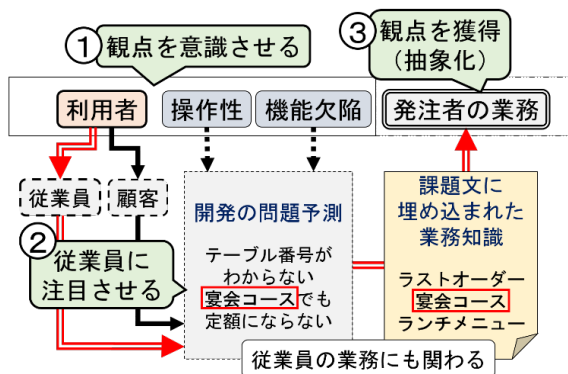 ① 観点を意識させる
③ 観点を獲得
（抽象化）
利用者
操作性
機能欠陥
発注者の業務
従業員
顧客
② 従業員に
注目させる
開発の問題予測
テーブル番号が
わからない
宴会コースでも
定額にならない
課題文に
埋め込まれた
業務知識
ラストオーダー
宴会コース
ランチメニュー
従業員の業務にも関わる